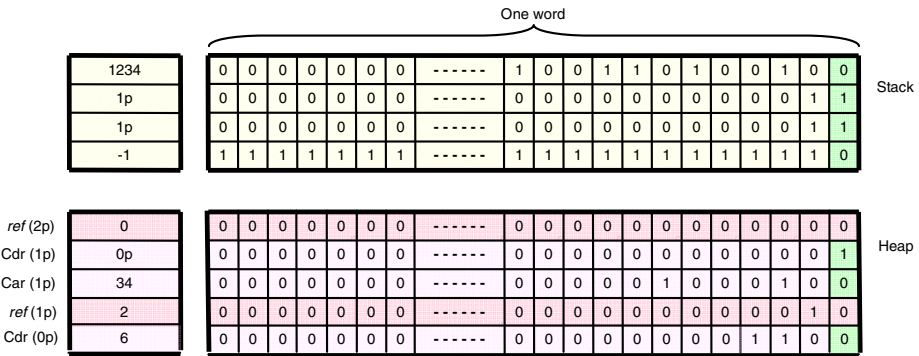 One word
1234 0 0 0 0 0 0 0 ------ 1 0 0 1 1 0 1 0 0 1 0 0
Stack
1p 0 0 0 0 0 0 0 ------ 0 0 0 0 0 0 0 0 0 0 1 1
1p 0 0 0 0 0 0 0 ------ 0 0 0 0 0 0 0 0 0 0 1 1
-1 1 1 1 1 1 1 1 ------ 1 1 1 1 1 1 1 1 1 1 1 0
ref (2p) 0 0 0 0 0 0 0 0 ------ 0 0 0 0 0 0 0 0 0 0 0 0
Cdr (1p) 0p 0 0 0 0 0 0 0 ------ 0 0 0 0 0 0 0 0 0 0 0 1
Heap
Car (1p) 34 0 0 0 0 0 0 0 ------ 0 0 0 0 0 1 0 0 0 1 0 0
ref (1p) 2 0 0 0 0 0 0 0 ------ 0 0 0 0 0 0 0 0 0 0 1 0
Cdr (0p) 6 0 0 0 0 0 0 0 ------ 0 0 0 0 0 0 0 0 1 1 0 0